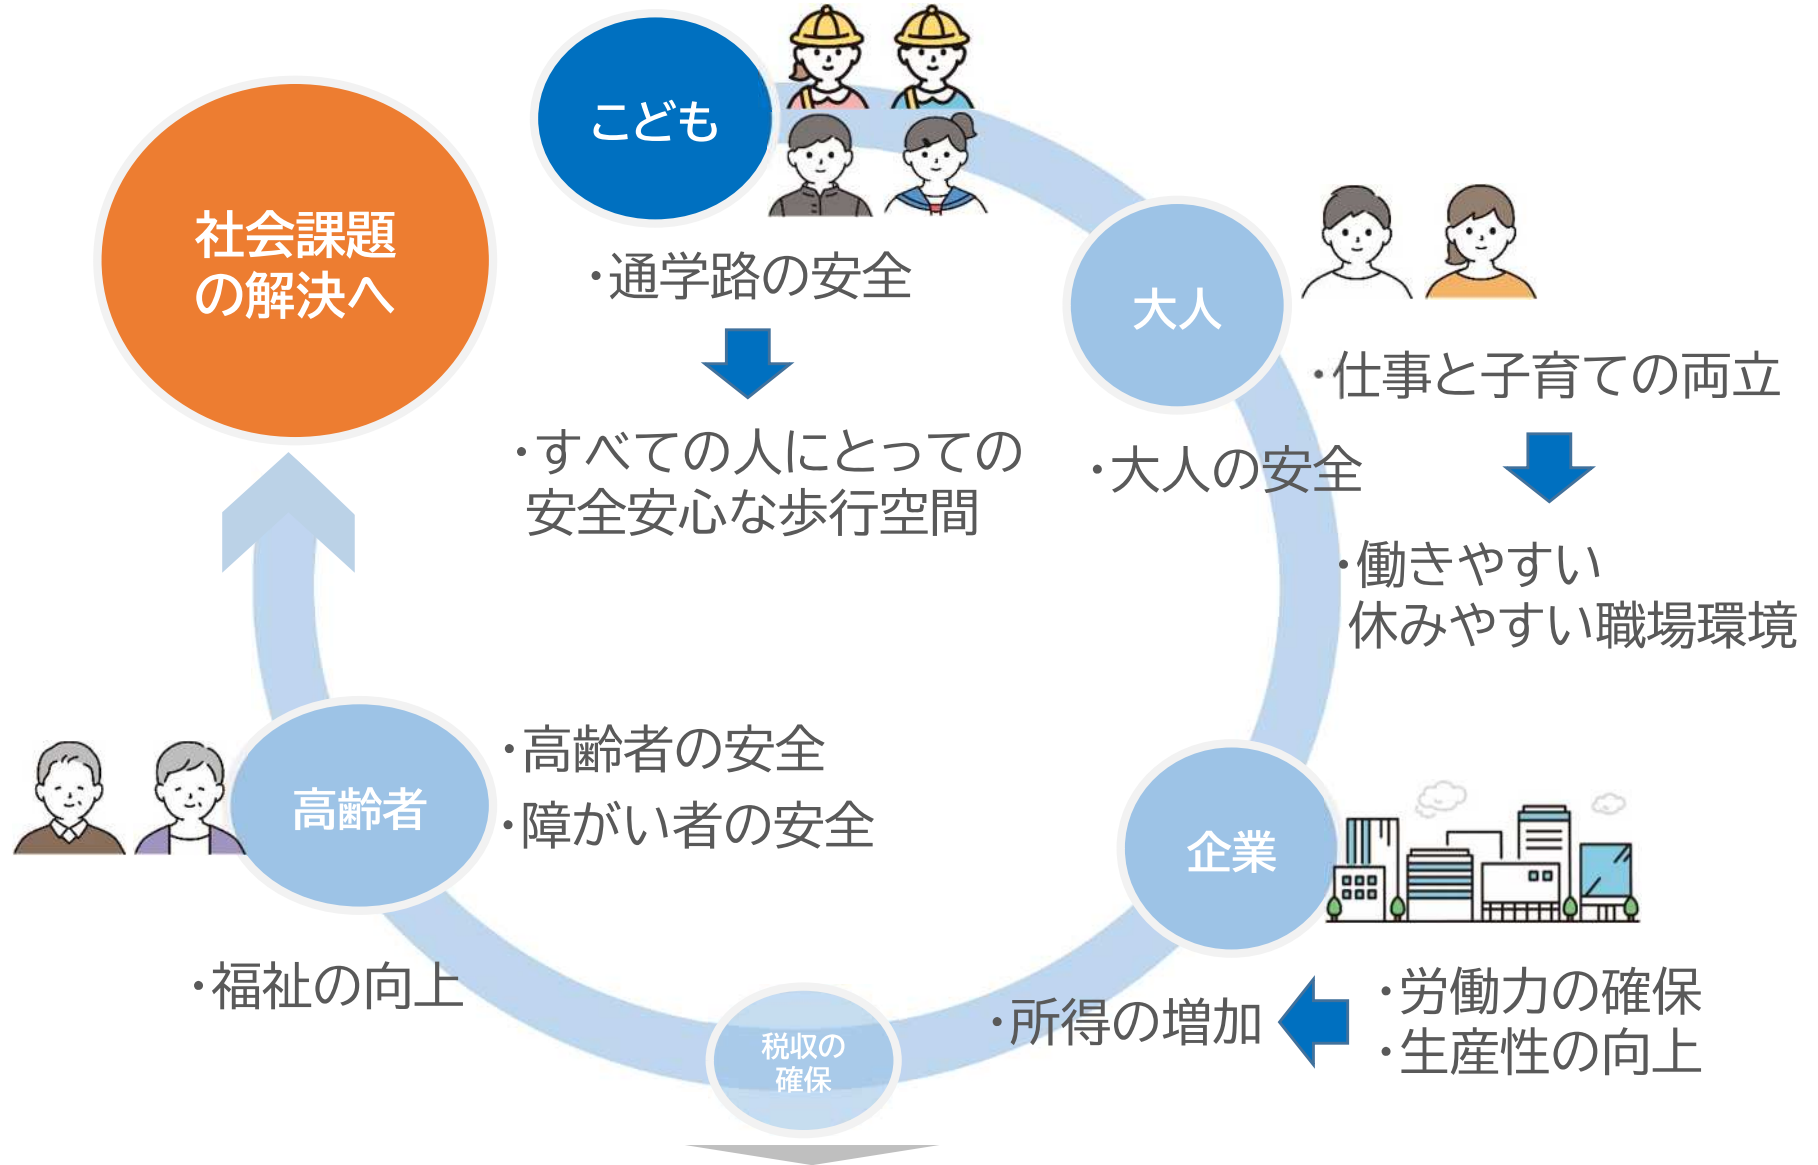 社会課題
の解決へ
こども
・通学路の安全
・すべての人にとっての
安全安心な歩行空間
大人
・仕事と子育ての両立
・大人の安全
・働きやすい
休みやすい職場環境
企業
・労働力の確保
・生産性の向上
・所得の増加
税収の
確保
高齢者
・高齢者の安全
・障がい者の安全
・福祉の向上